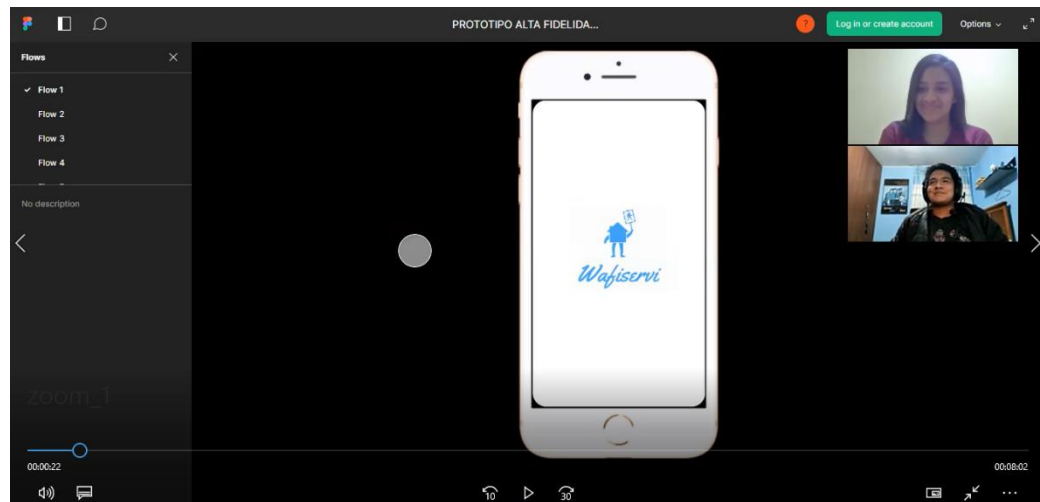 PROTOTIPO ALTA FIDELIDA...
?
Log in or create account
Options
Flows
Flow 1
Flow 2
Flow 3
Flow 4
No description
Wafiservi
zoom_1
00:00:22
00:08:02
10
30